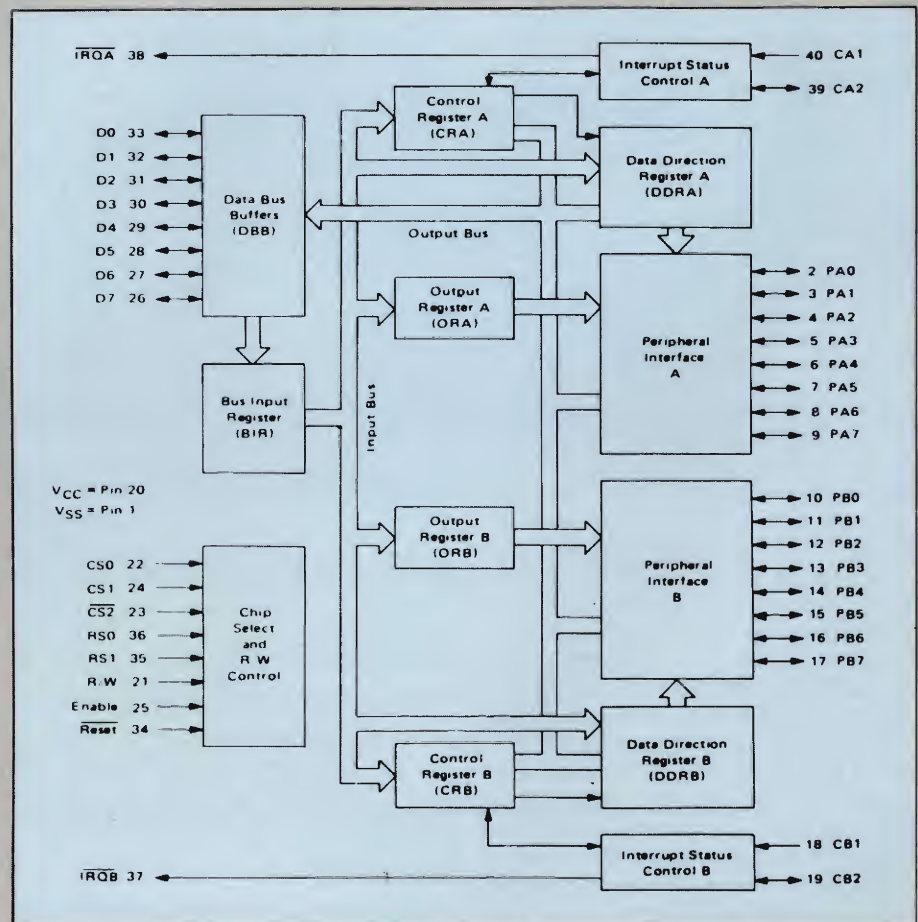 IRQA 38
Interrupt Status
Control A
40 CA1
39 CA2
Control
Register A
(CRA)
D0 33
D1 32
D2 31
D3 30
D4 29
D5 28
D6 27
D7 26
Data Bus
Buffers
(DBB)
Data Direction
Register A
(DDRA)
Output Bus
Output
Register A
(ORA)
Peripheral
Interface
A
2 PA0
3 PA1
4 PA2
5 PA3
6 PA4
7 PA5
8 PA6
9 PA7
Bus Input
Register
(BIR)
Input Bus
VCC = Pin 20
VSS = Pin 1
Output
Register B
(ORB)
Peripheral
Interface
B
10 PB0
11 PB1
12 PB2
13 PB3
14 PB4
15 PB5
16 PB6
17 PB7
CS0 22
CS1 24
CS2 23
RS0 36
RS1 35
R/W 21
Enable 25
Reset 34
Chip
Select
and
R/W
Control
Control
Register B
(CRB)
Data Direction
Register B
(DDRB)
Interrupt Status
Control B
18 CB1
19 CB2
IRQB 37